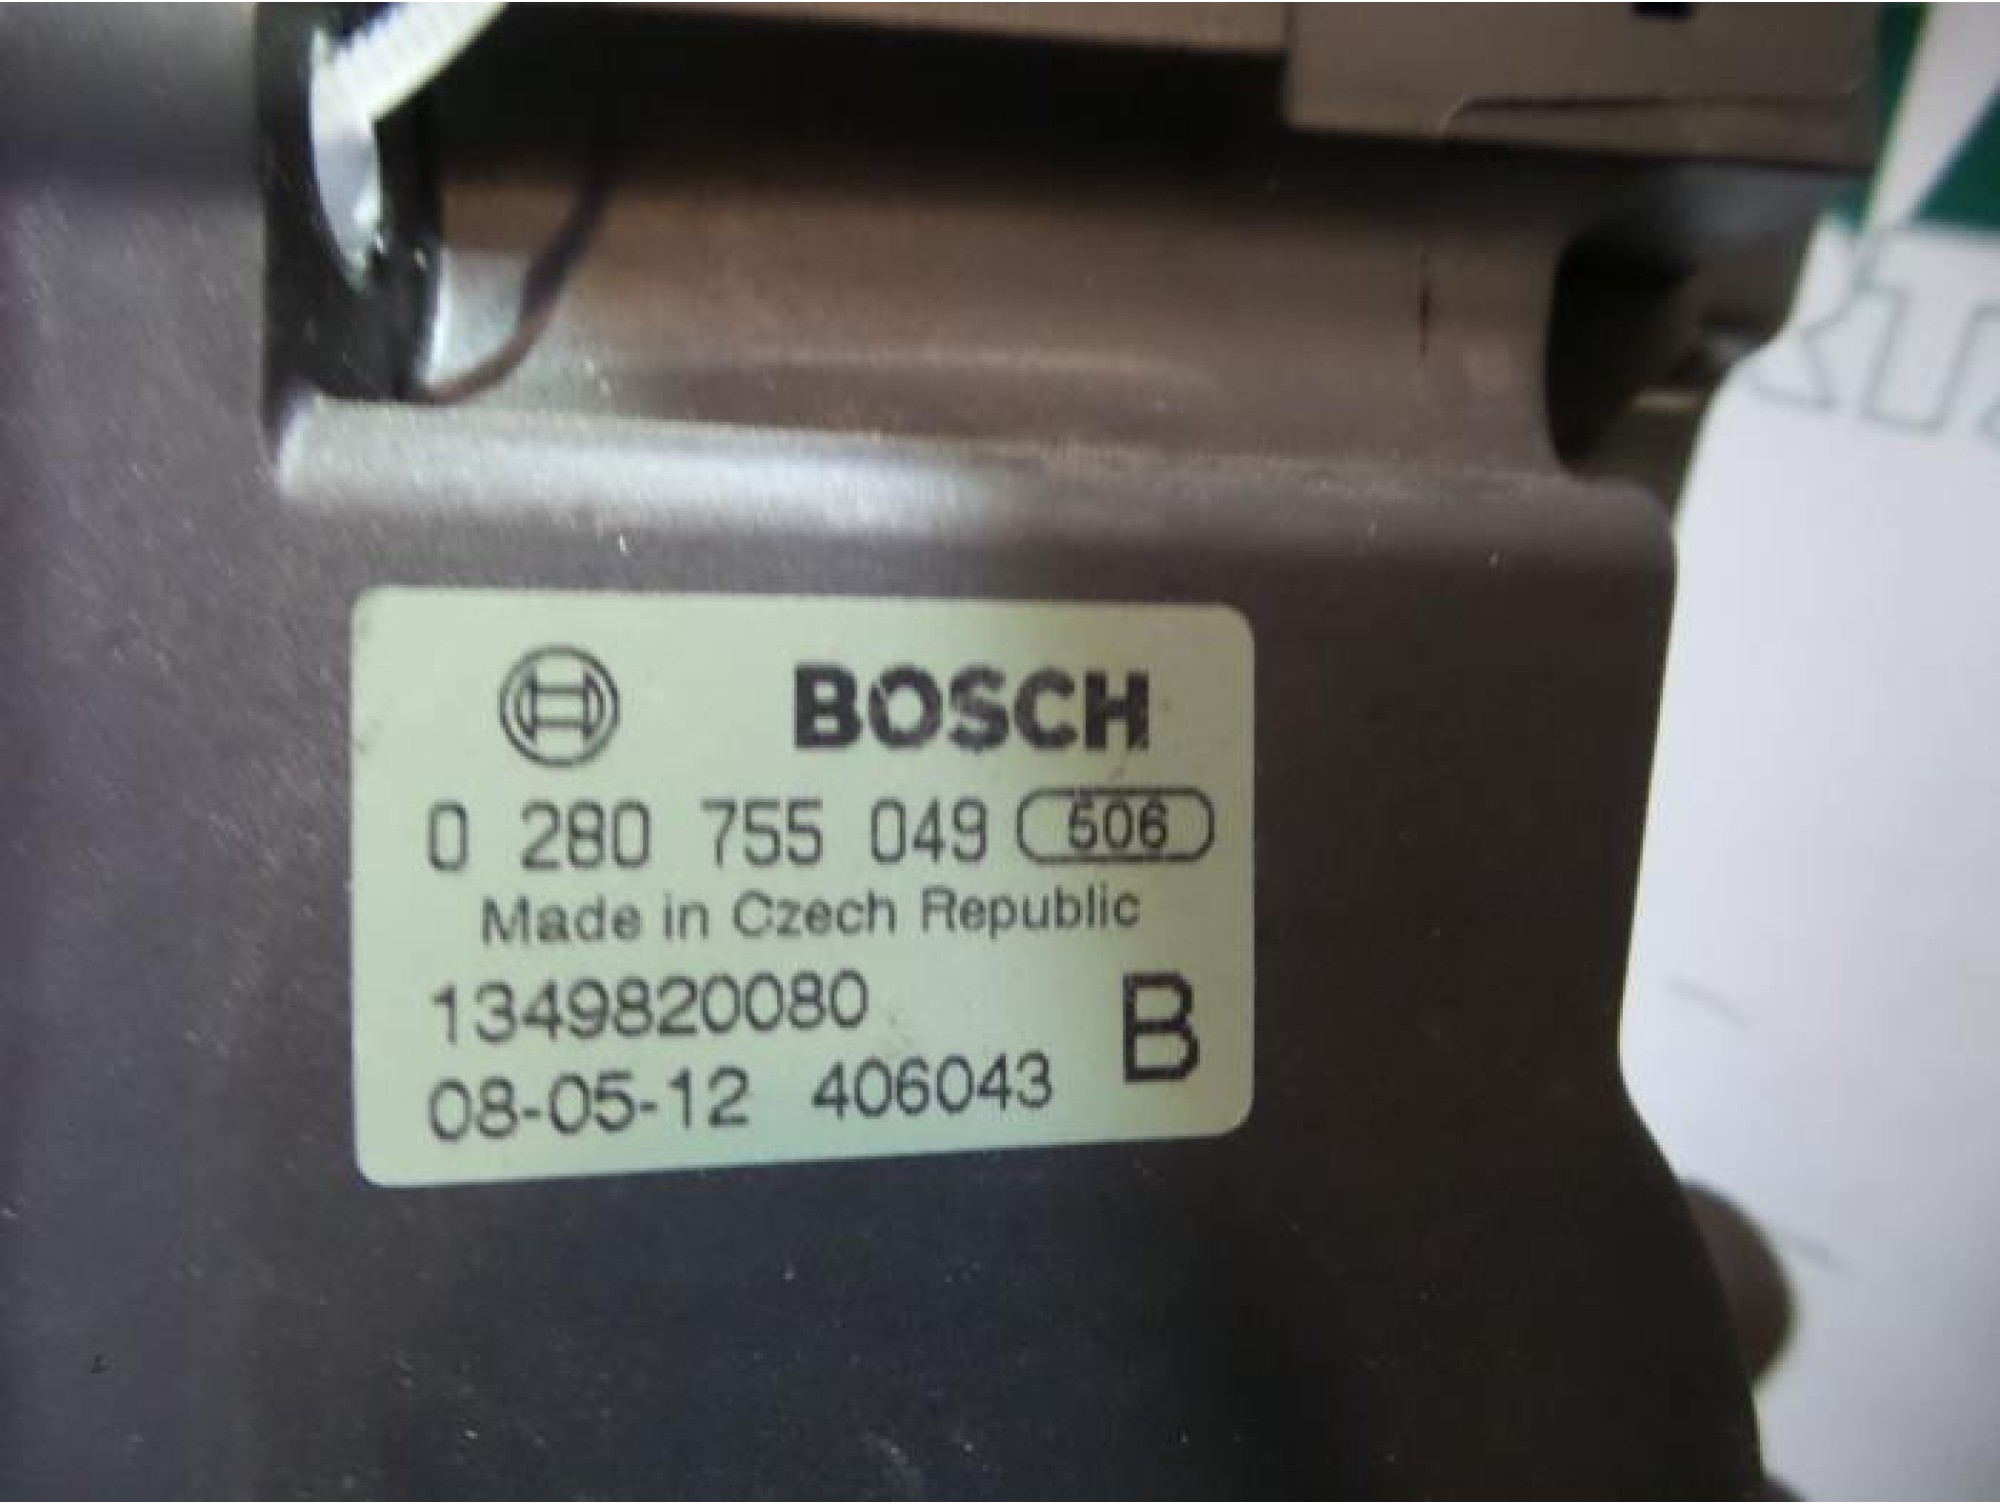 BOSCH
0 280 755 049 506
Made in Czech Republic
1349820080
B
08-05-12 406043